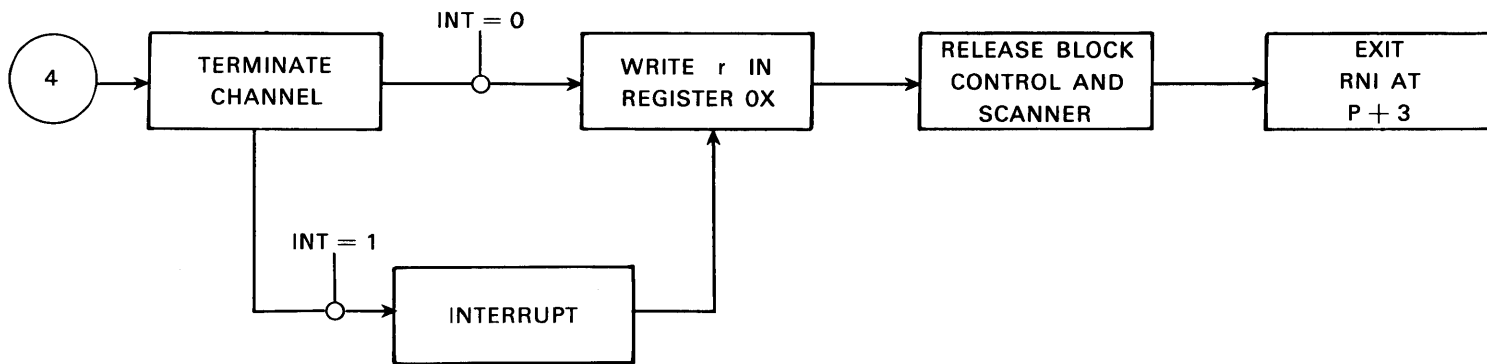 INT = 0
4
TERMINATE
CHANNEL
WRITE r IN
REGISTER 0X
RELEASE BLOCK
CONTROL AND
SCANNER
EXIT
RNI AT
P + 3
INT = 1
INTERRUPT